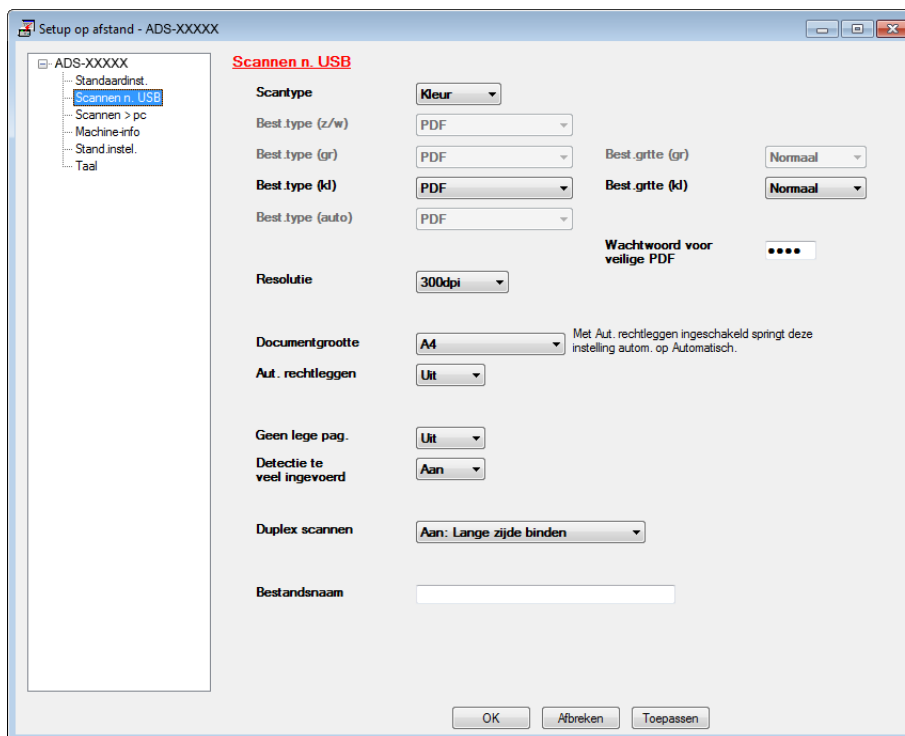 Setup op afstand - ADS-XXXXX
ADS-XXXXX
Standaardinst.
Scannen n. USB
Scannen > pc
Machine-info
Stand.instel.
Taal
Scannen n. USB
Scantype
Kleur
Best.type (z/w)
PDF
Best.type (gr)
PDF
Best.grtte (gr)
Normaal
Best.type (kl)
PDF
Best.grtte (kl)
Normaal
Best.type (auto)
PDF
Wachtwoord voor
veilige PDF
Resolutie
300dpi
Documentgrootte
A4
Met Aut. rechtleggen ingeschakeld springt deze
instelling autom. op Automatisch.
Aut. rechtleggen
Uit
Geen lege pag.
Uit
Detectie te
veel ingevoerd
Aan
Duplex scannen
Aan: Lange zijde binden
Bestandsnaam
OK
Afbreken
Toepassen